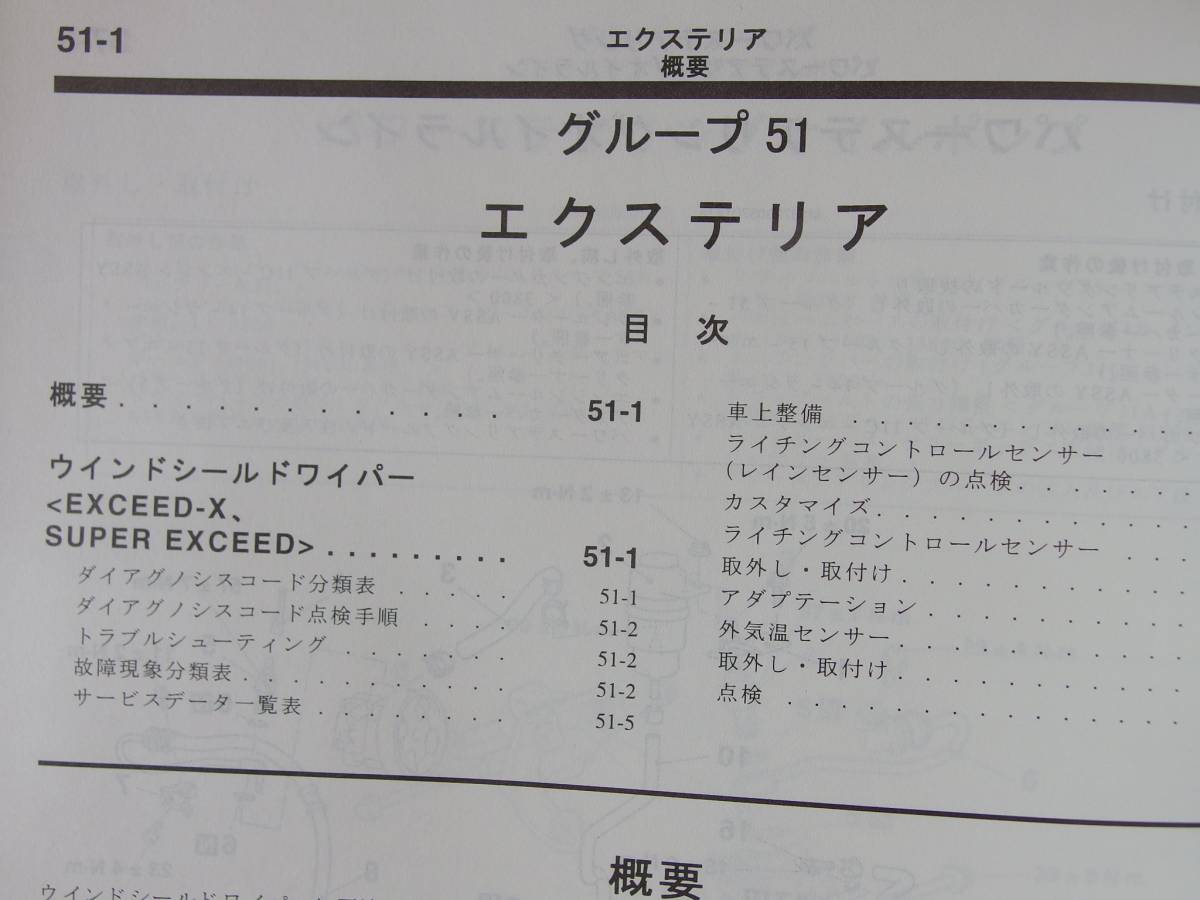 51-1
エクステリア
概要
グループ 51
エクステリア
目 次
概要 . . . . . . . . . . . . . 51-1
ウインドシールドワイパー
<EXCEED-X、
SUPER EXCEED> . . . . . . . . . 51-1
ダイアグノシスコード分類表 . . . . . 51-1
ダイアグノシスコード点検手順 . . . . 51-2
トラブルシューティング . . . . . . 51-2
故障現象分類表 . . . . . . . . . . 51-2
サービスデータ一覧表 . . . . . . . 51-5
車上整備 . . . . . . . . . . . . .
ライチングコントロールセンサー
(レインセンサー) の点検 . . . . . . .
カスタマイズ . . . . . . . . . . . .
ライチングコントロールセンサー . . .
取外し・取付け . . . . . . . . . . .
アダプテーション . . . . . . . . . .
外気温センサー . . . . . . . . . . .
取外し・取付け . . . . . . . . . . .
点検 . . . . . . . . . . . . . . .
概要